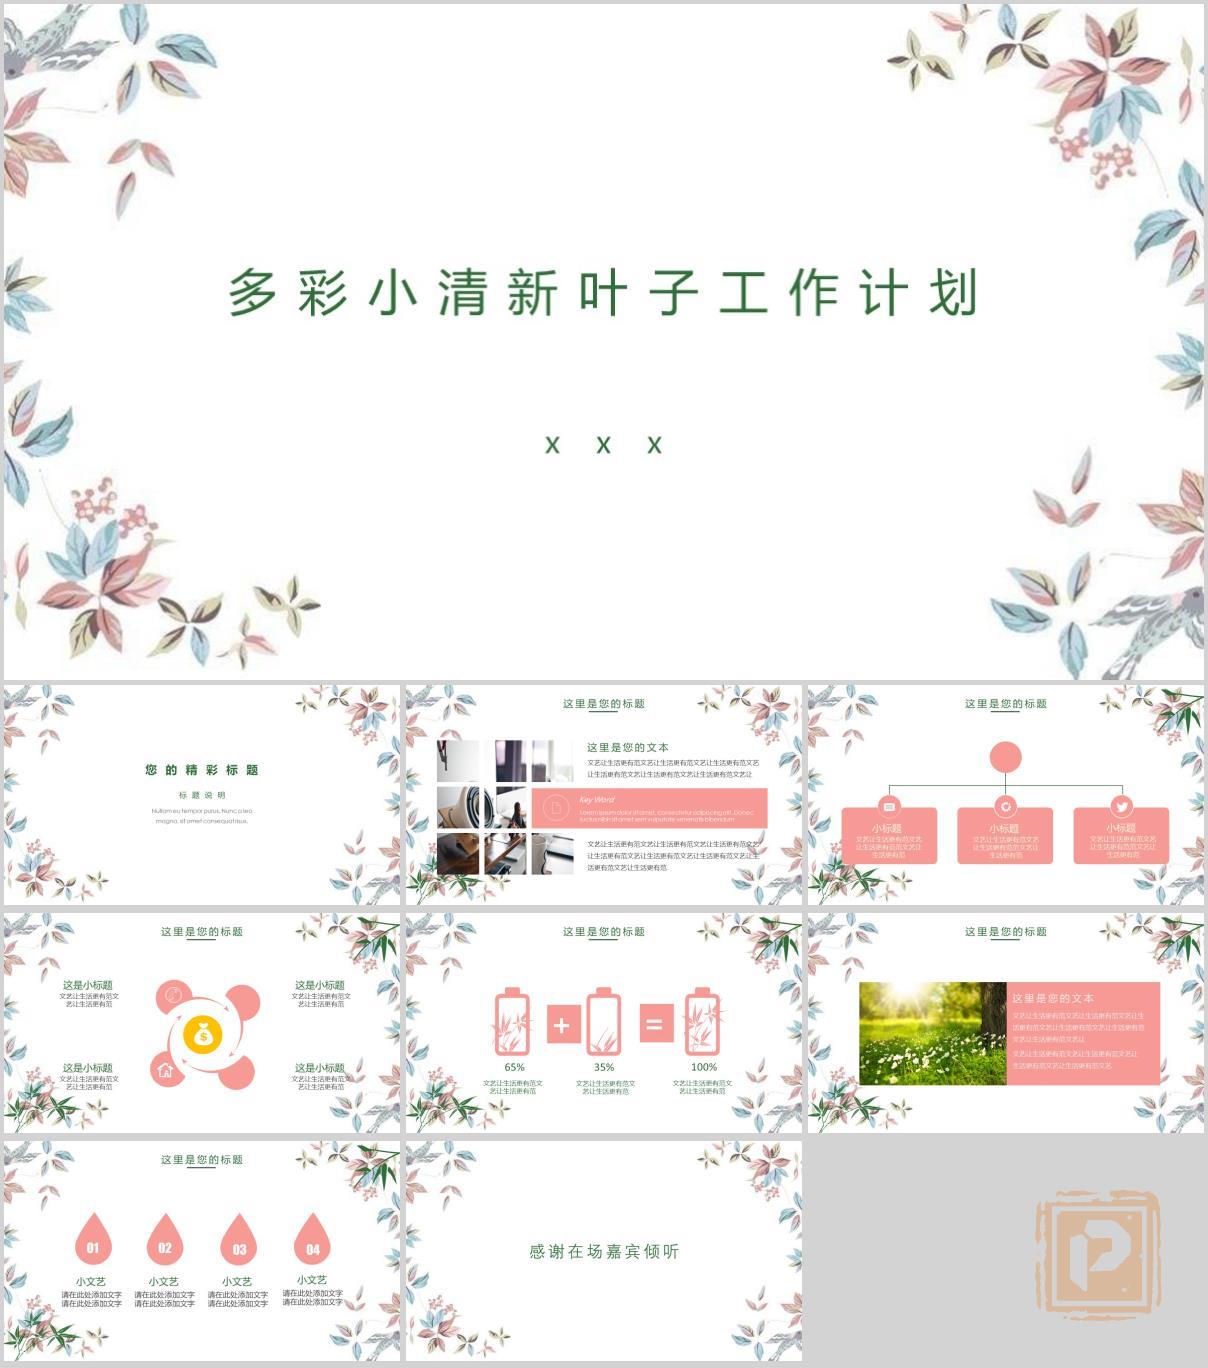 多彩小清新叶子工作计划
x x x
您的精彩标题
标题说明
Nullam eu tempor purus. Nunc a leo
magna, sit amet consequat risus.
这里是您的标题
这里是您的文本
文艺让生活更有范文艺让生活更有范文艺让生活更有范文艺
让生活更有范文艺让生活更有范文艺让生活更有范文艺让
Key Word
Lorem ipsum dolor sit amet, consectetur adipiscing elit. Donec
luctus nibh sit amet sem vulputate venenatis bibendum
文艺让生活更有范文艺让生活更有范文艺让生活更有范文艺
让生活更有范文艺让生活更有范文艺让生活更有范文艺让生
活更有范文艺让生活更有范
这里是您的标题
小标题
文艺让生活更有范文艺
让生活更有范文艺让
生活更有范
小标题
文艺让生活更有范文艺
让生活更有范文艺让
生活更有范
小标题
文艺让生活更有范文艺
让生活更有范文艺让
生活更有范
这里是您的标题
这是小标题
文艺让生活更有范文
艺让生活更有范
这是小标题
文艺让生活更有范文
艺让生活更有范
这是小标题
文艺让生活更有范文
艺让生活更有范
这是小标题
文艺让生活更有范文
艺让生活更有范
这里是您的标题
65%
文艺让生活更有范文
艺让生活更有范
35%
文艺让生活更有范文
艺让生活更有范
100%
文艺让生活更有范文
艺让生活更有范
这里是您的标题
这里是您的文本
文艺让生活更有范文艺让生活更有范文艺让生
活更有范文艺让生活更有范文艺让生活更有范
文艺让生活更有范文艺让
文艺让生活更有范文艺让生活更有范文艺让
生活更有范文艺让生活更有范文艺
这里是您的标题
01
小文艺
请在此处添加文字
请在此处添加文字
02
小文艺
请在此处添加文字
请在此处添加文字
03
小文艺
请在此处添加文字
请在此处添加文字
04
小文艺
请在此处添加文字
请在此处添加文字
感谢在场嘉宾倾听